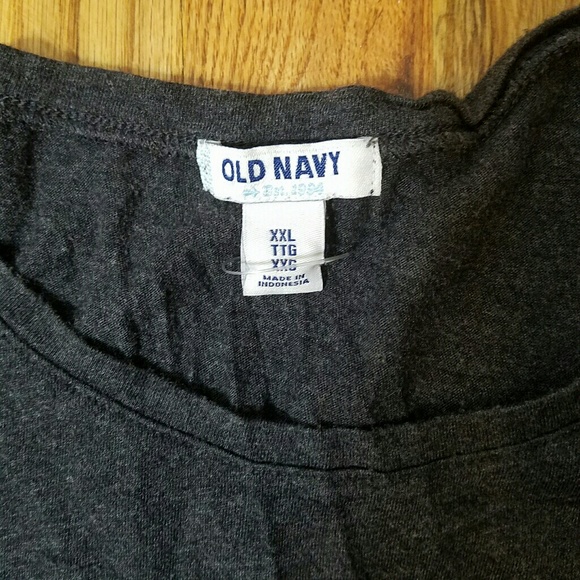 OLD NAVY
Est. 1994
XXL
TTG
XXG
MADE IN
INDONESIA